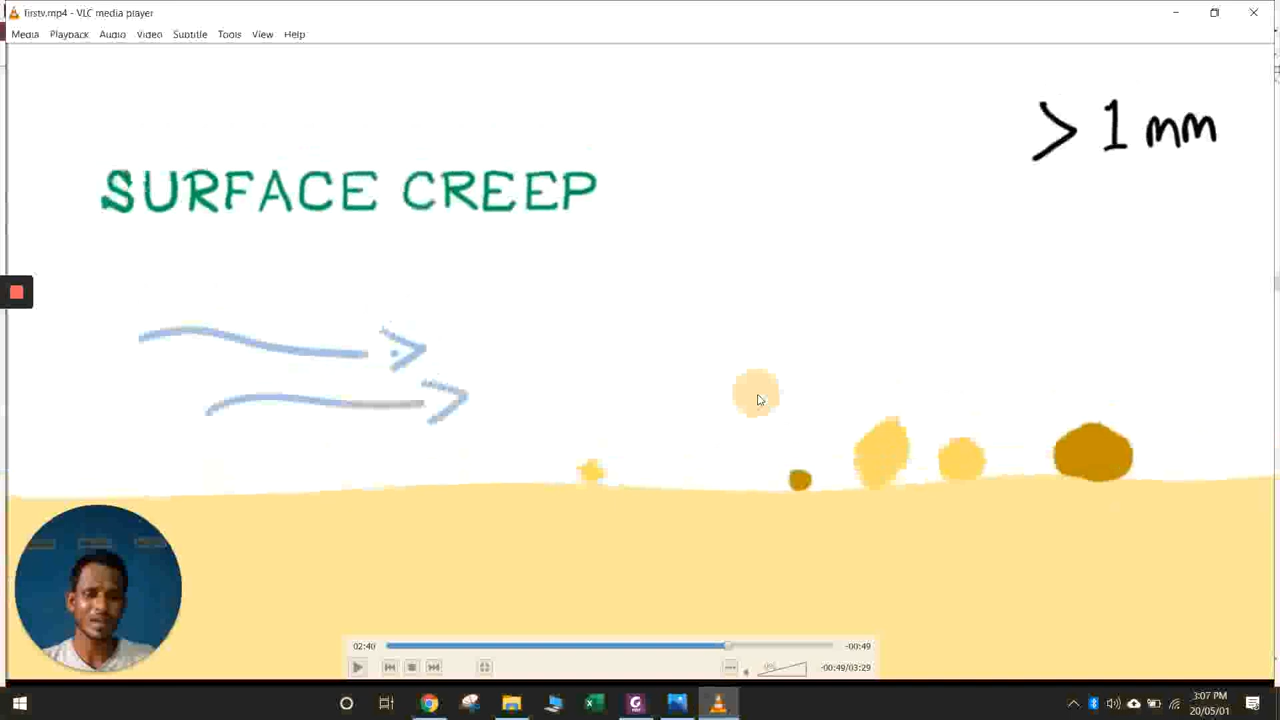 firstv.mp4 - VLC media player
Media Playback Audio Video Subtitle Tools View Help
> 1 mm
SURFACE CREEP
02:40
-00:49
-00:49/03:29
3:07 PM
20/05/01